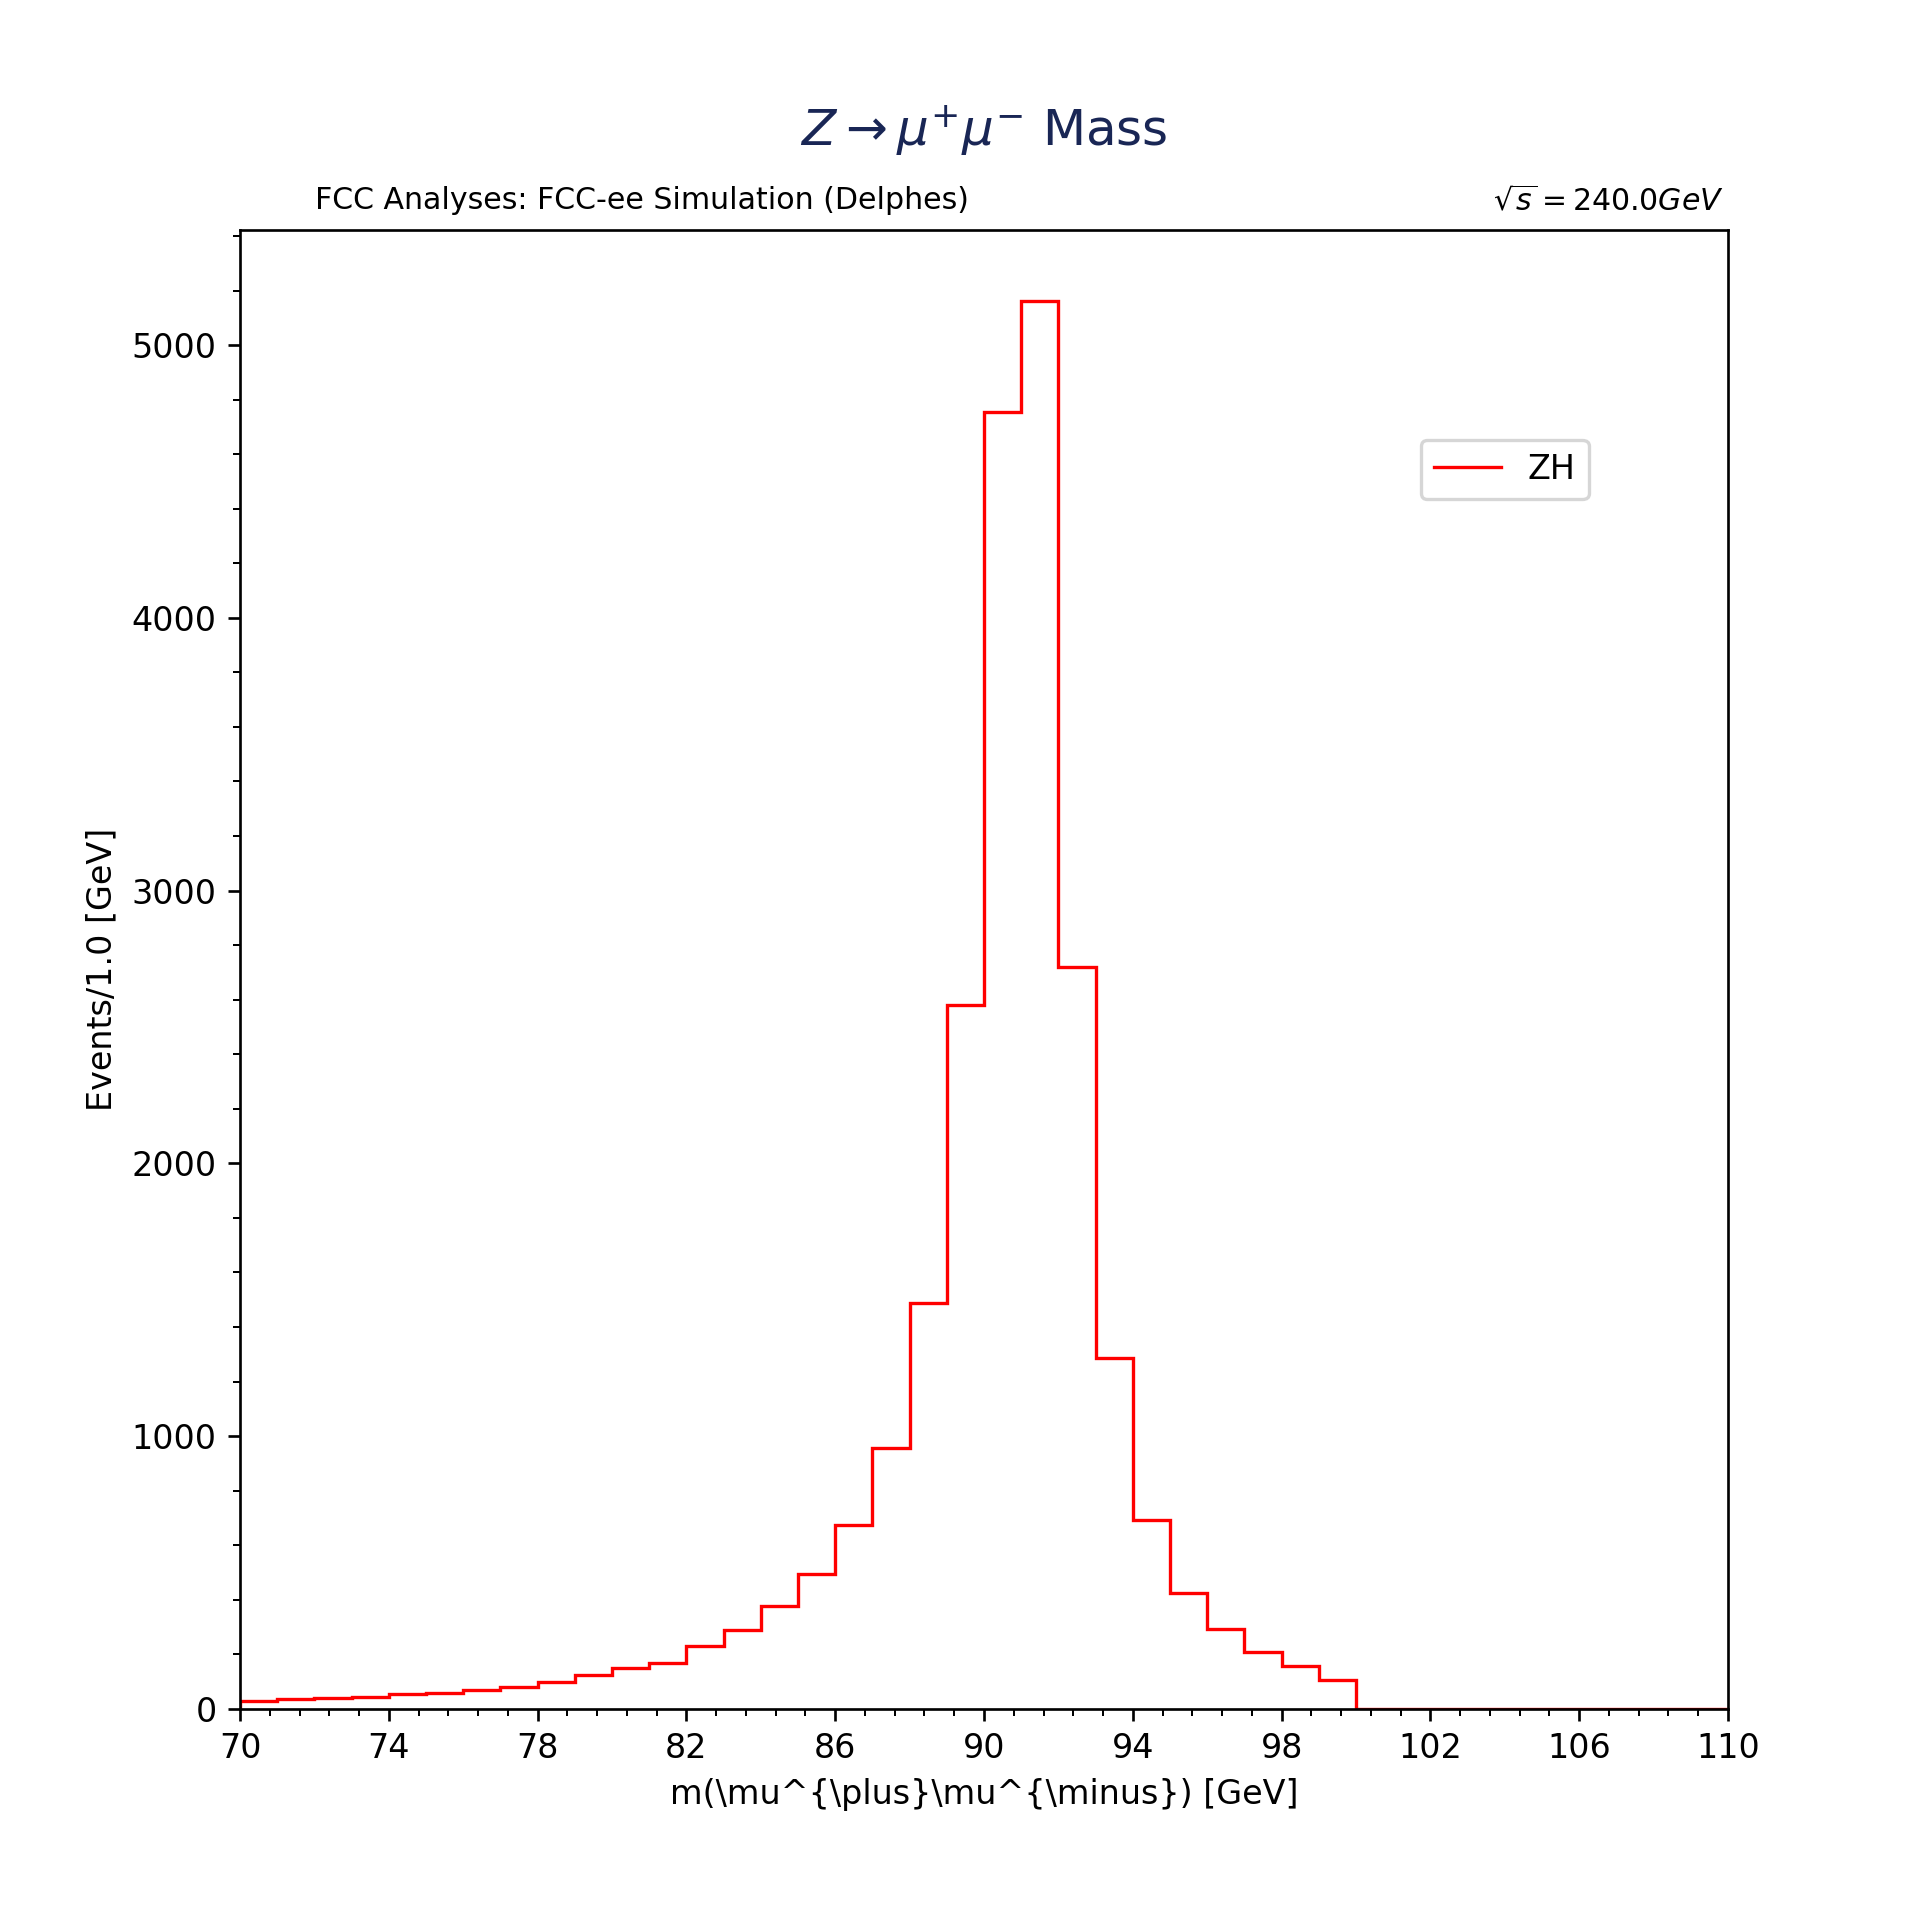 Z → μ⁺μ⁻ Mass
FCC Analyses: FCC-ee Simulation (Delphes)
√s = 240.0GeV
5000
4000
3000
2000
1000
0
Events/1.0 [GeV]
ZH
70 74 78 82 86 90 94 98 102 106 110
m(\mu^{\plus}\mu^{\minus}) [GeV]